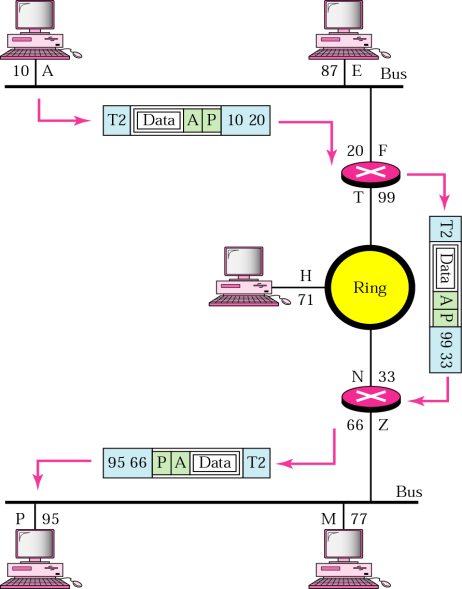 10 A
87 E
Bus
T2 Data A P 10 20
20 F
T 99
T2 Data A P 99 33
H
71
Ring
N 33
66 Z
95 66 P A Data T2
Bus
P 95
M 77